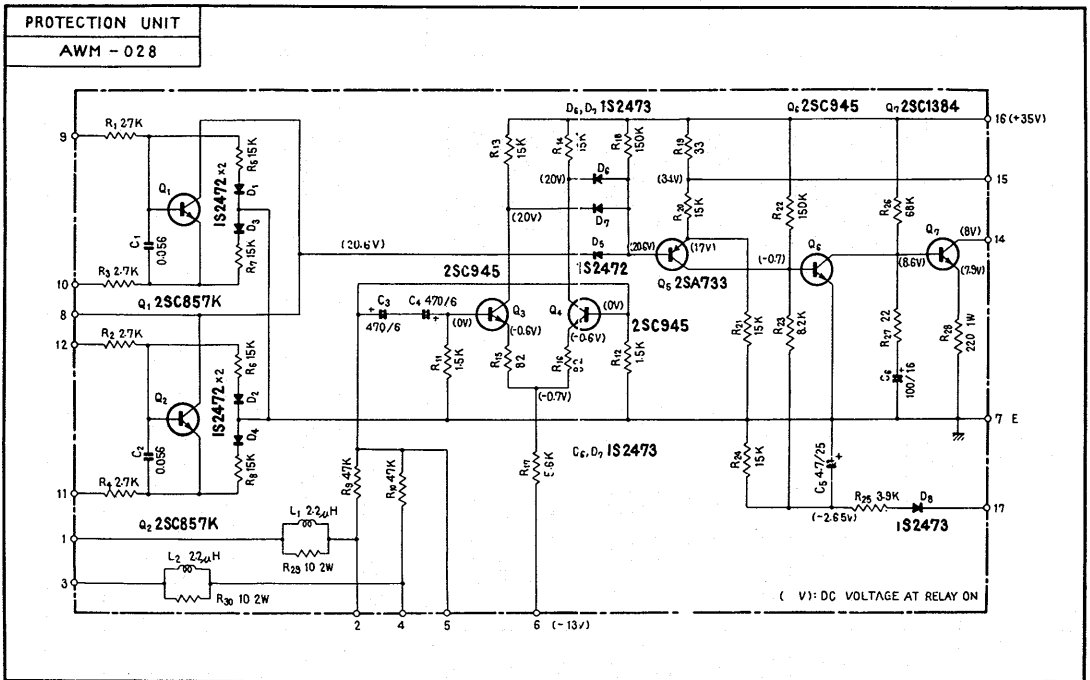 PROTECTION UNIT
AWM - 028
D6, D7 1S2473
Q6 2SC945
Q7 2SC1384
9
R1 27K
R5 15K
D1
1S2472 x2
Q1
C1
0.056
D3
R7 15K
R3 2.7K
10
Q1 2SC857K
8
12
R2 2.7K
R6 15K
D2
1S2472 x2
Q2
C2
0.056
D4
R8 15K
R4 2.7K
11
Q2 2SC857K
1
L1 2.2μH
R29 10 2W
3
L2 22μH
R30 10 2W
R13
15K
R14
15K
R18
150K
R19
33
16 (+35V)
D6
(20V)
(34V)
15
D7
(20V)
R20
15K
R22
150K
R26
68K
Q7
(8V)
14
(20.6V)
D5
1S2472
(20.6V)
(17V)
Q5 2SA733
(-0.7)
Q6
(8.6V)
(7.9V)
2SC945
C3
470/6
C4 470/6
(0V)
Q3
Q4
(0V)
2SC945
(-0.6V)
(-0.6V)
R11
1.5K
R15
82
R16
R12
1.5K
R21
15K
R23
8.2K
R27 22
R28
220 1W
100/16
(-0.7V)
7 E
C6, D7 1S2473
R9 47K
R10 47K
R17
5.6K
R24
15K
C5 4.7/25
R25 3.9K
D8
17
(-2.65V)
1S2473
( V): DC VOLTAGE AT RELAY ON
2
4
5
6 (-13V)